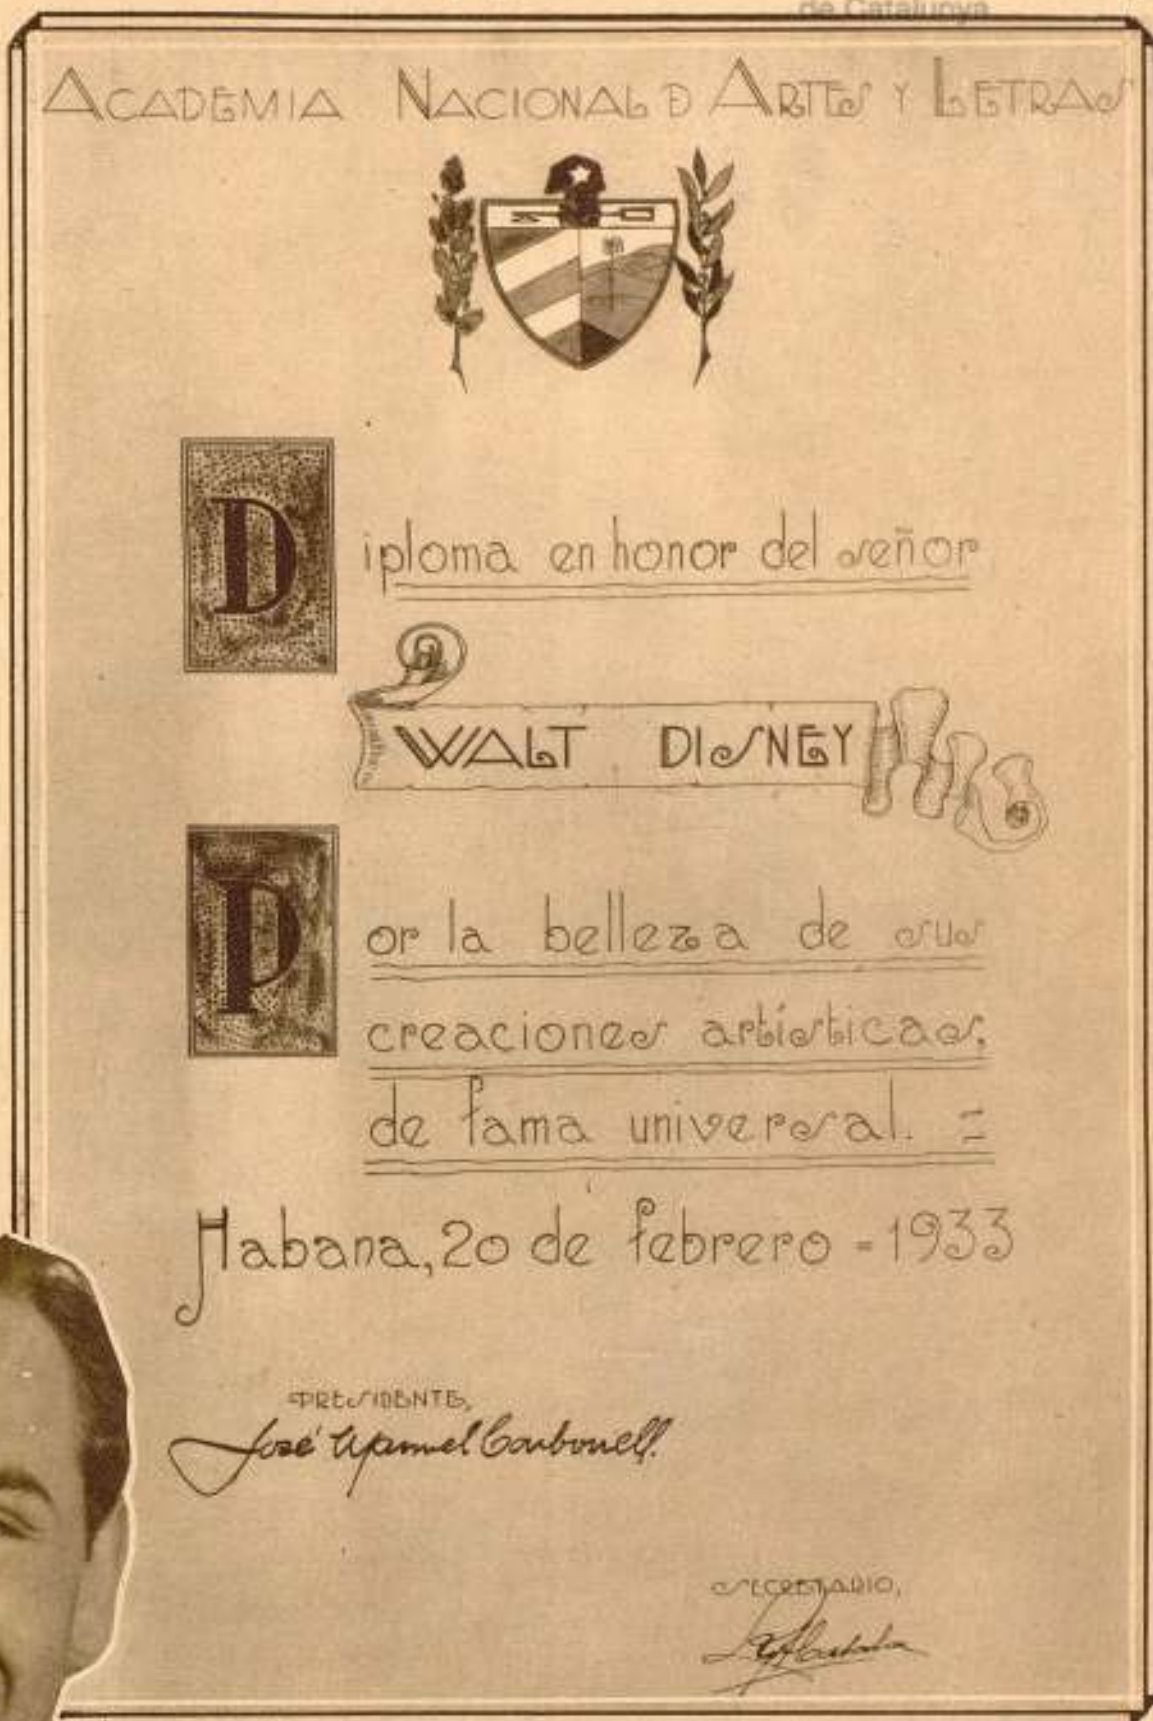 de Catalunya
ACADEMIA NACIONAL D ARTES Y LETRAS
Diploma en honor del señor
WALT DISNEY
Por la belleza de sus
creaciones artísticas,
de fama universal. =
Habana, 20 de febrero - 1933
PRESIDENTE,
José Manuel Carbonell.
SECRETARIO,